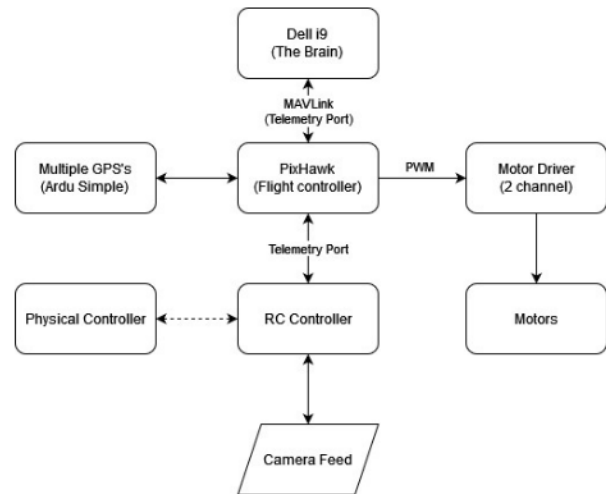 Dell i9
(The Brain)
MAVLink
(Telemetry Port)
Multiple GPS's
(Ardu Simple)
PixHawk
(Flight controller)
PWM
Motor Driver
(2 channel)
Telemetry Port
Physical Controller
RC Controller
Motors
Camera Feed